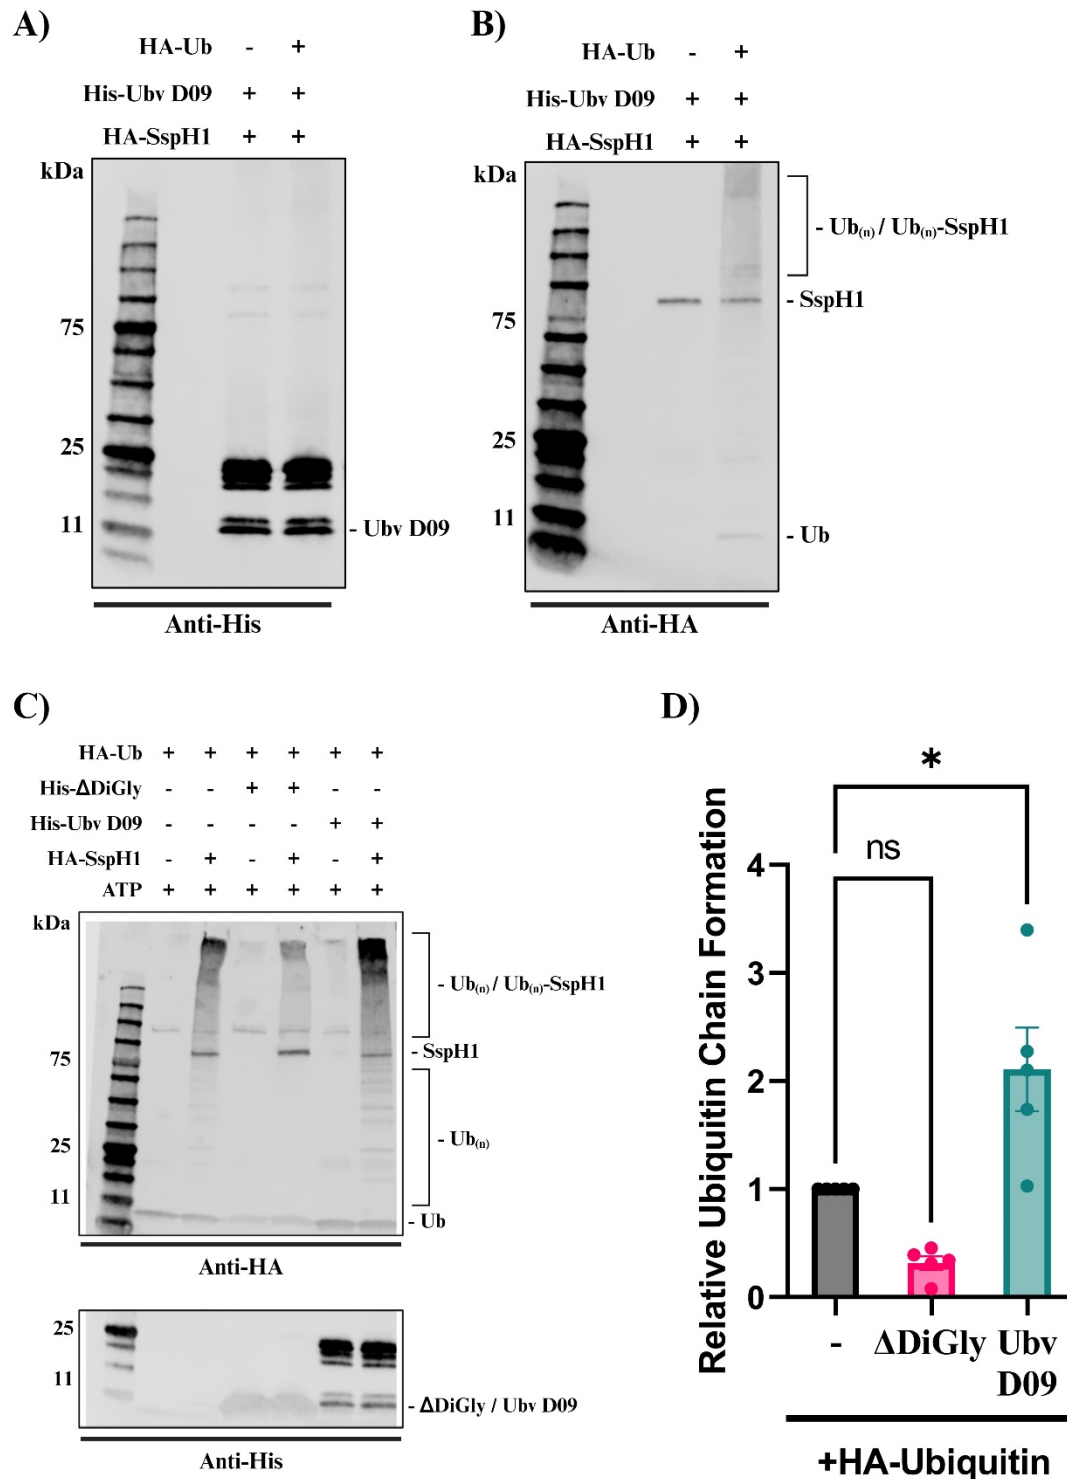 A)
HA-Ub - +
His-Ubv D09 + +
HA-SspH1 + +
kDa
75
25
11
- Ubv D09
Anti-His
B)
HA-Ub - +
His-Ubv D09 + +
HA-SspH1 + +
kDa
- Ub(n) / Ub(n)-SspH1
- SspH1
75
25
11
- Ub
Anti-HA
C)
HA-Ub + + + + + +
His-ΔDiGly - - + + - -
His-Ubv D09 - - - - + +
HA-SspH1 - + - + - +
ATP + + + + + +
kDa
- Ub(n) / Ub(n)-SspH1
- SspH1
75
- Ub(n)
25
11
- Ub
Anti-HA
25
11
- ΔDiGly / Ubv D09
Anti-His
D)
Relative Ubiquitin Chain Formation
*
ns
4
3
2
1
0
- ΔDiGly Ubv
D09
+HA-Ubiquitin